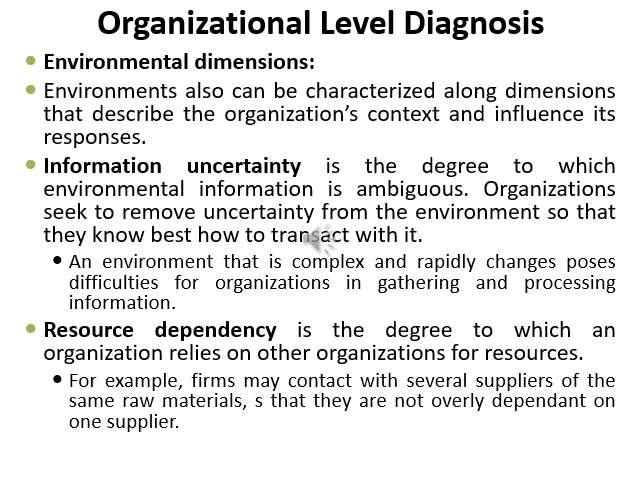 Organizational Level Diagnosis
Environmental dimensions:
Environments also can be characterized along dimensions
that describe the organization’s context and influence its
responses.
Information uncertainty is the degree to which
environmental information is ambiguous. Organizations
seek to remove uncertainty from the environment so that
they know best how to transact with it.
An environment that is complex and rapidly changes poses
difficulties for organizations in gathering and processing
information.
Resource dependency is the degree to which an
organization relies on other organizations for resources.
For example, firms may contact with several suppliers of the
same raw materials, s that they are not overly dependant on
one supplier.